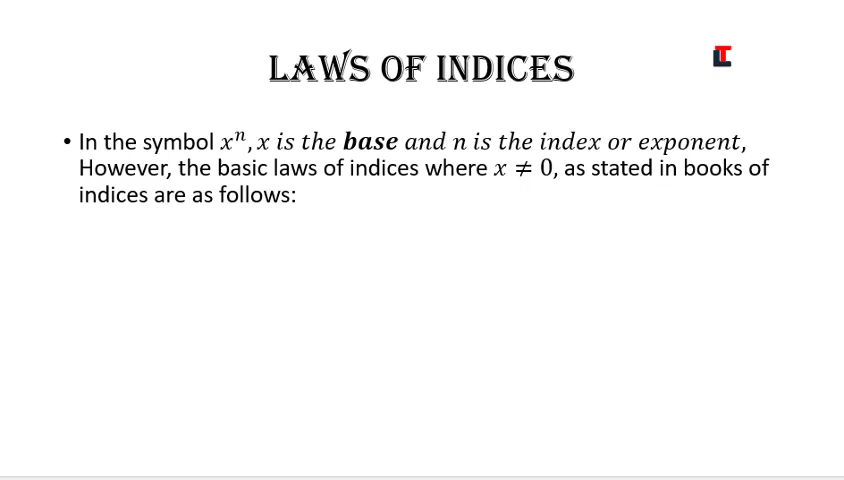 LAWS OF INDICES
LT
• In the symbol xⁿ, x is the base and n is the index or exponent,
However, the basic laws of indices where x ≠ 0, as stated in books of
indices are as follows: